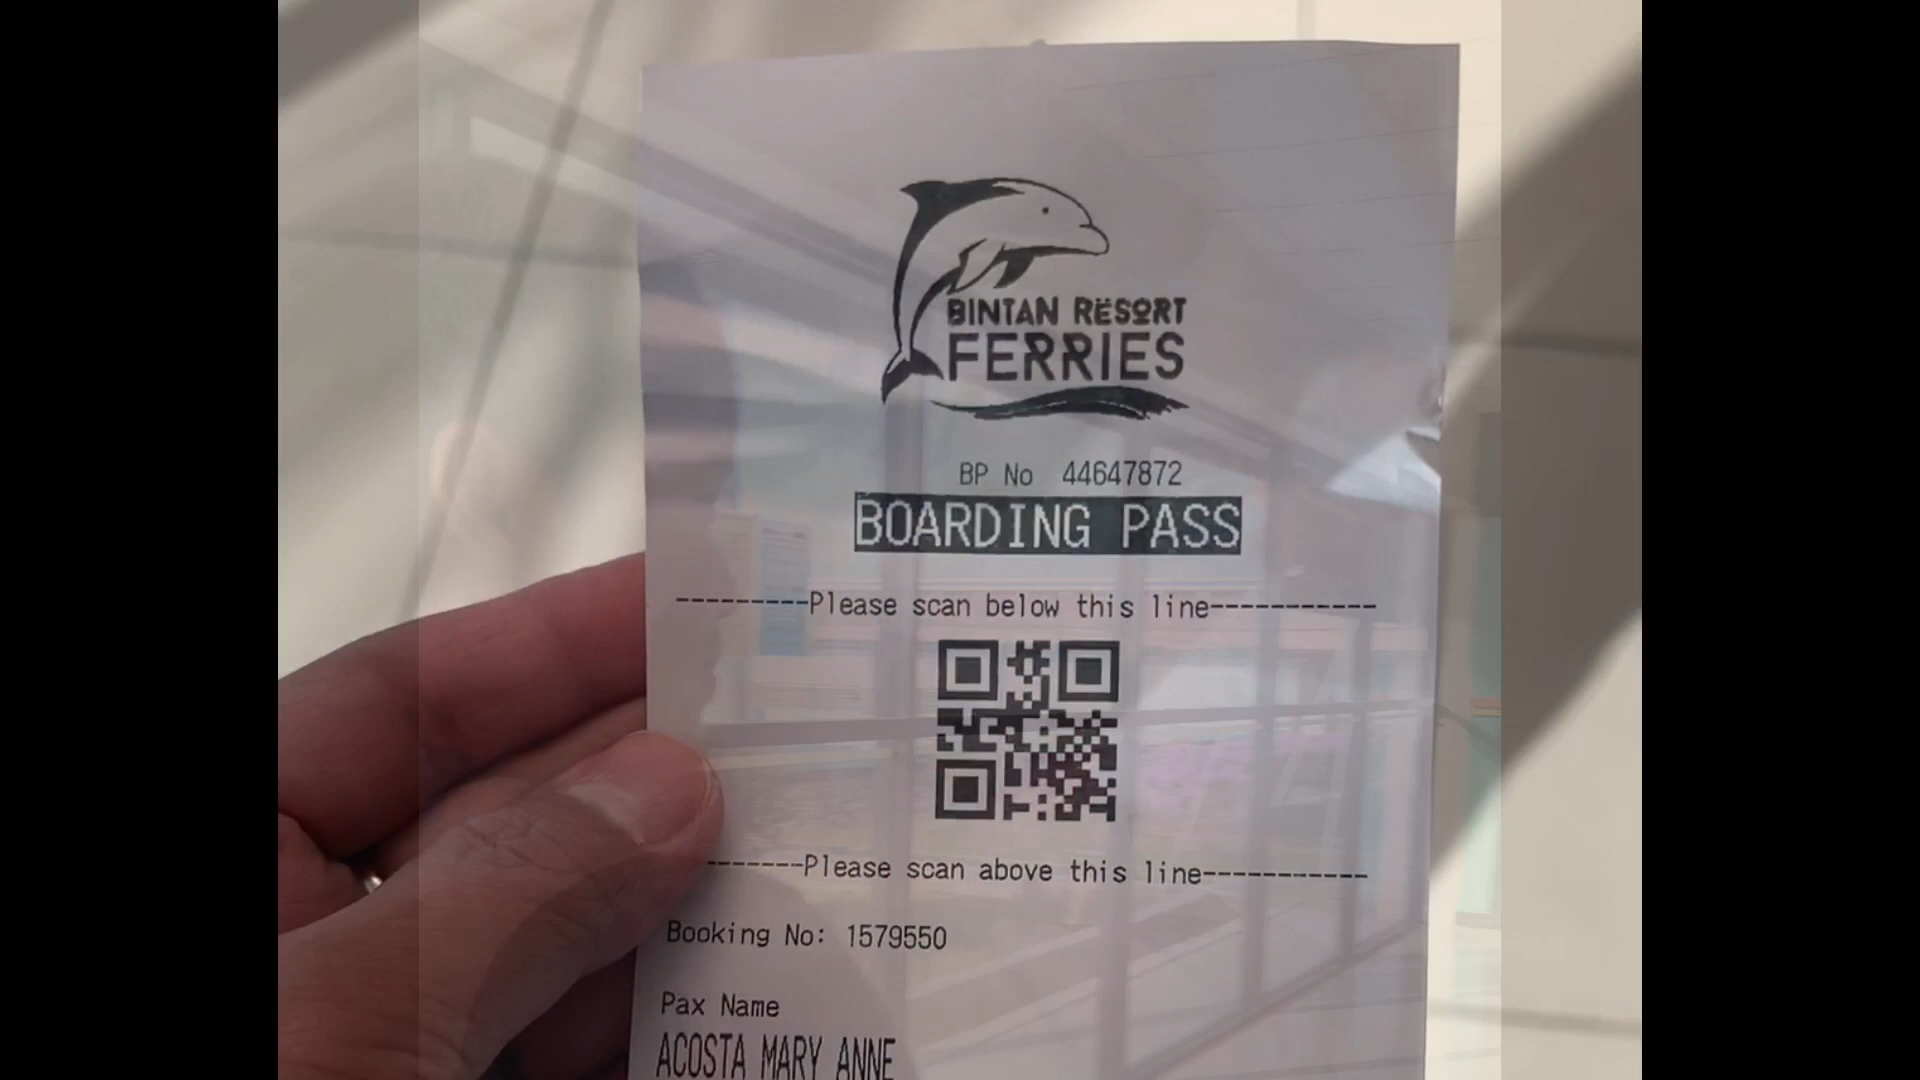 BINTAN RESORT
FERRIES
BP No 44647872
BOARDING PASS
---------Please scan below this line-----------
-------Please scan above this line-----------
Booking No: 1579550
Pax Name
ACOSTA MARY ANNE